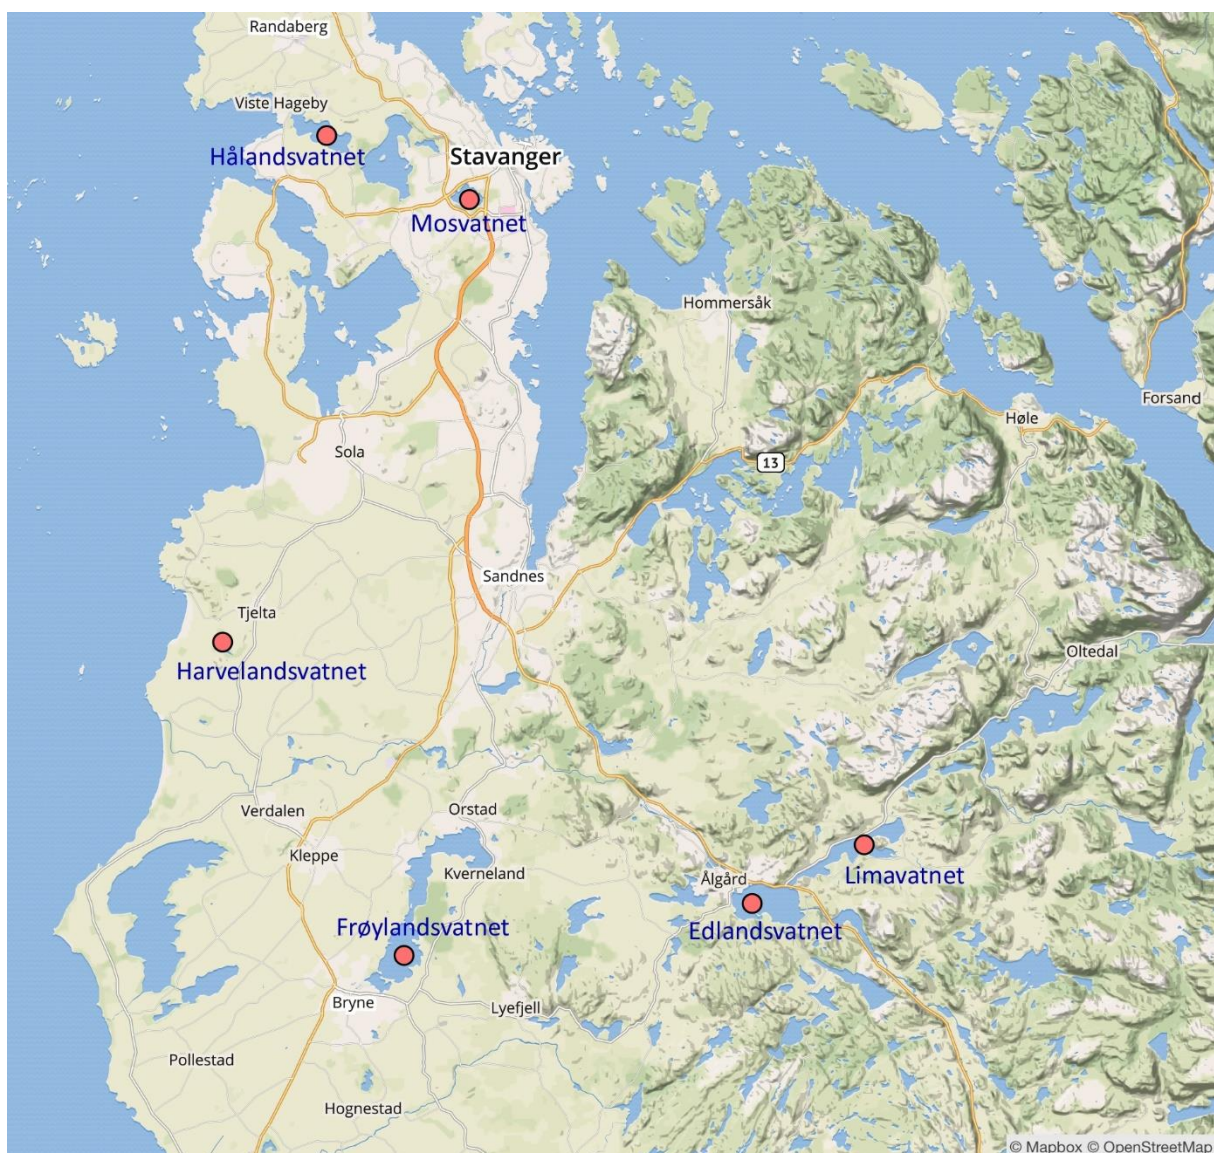 Randaberg
Viste Hageby
Hålandsvatnet
Stavanger
Mosvatnet
Hommersåk
Forsand
Høle
Sola
13
Sandnes
Tjelta
Harvelandsvatnet
Oltedal
Verdalen
Orstad
Kleppe
Kverneland
Ålgård
Limavatnet
Frøylandsvatnet
Edlandsvatnet
Bryne
Lyefjell
Pollestad
Hognestad
© Mapbox © OpenStreetMap